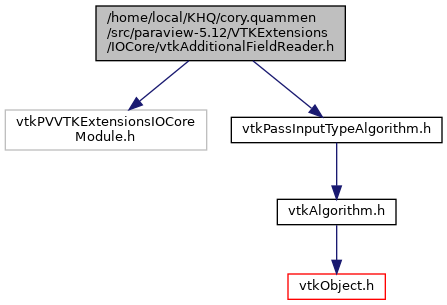 /home/local/KHQ/cory.quammen
/src/paraview-5.12/VTKExtensions
/IOCore/vtkAdditionalFieldReader.h
vtkPVVTKExtensionsIOCore
Module.h
vtkPassInputTypeAlgorithm.h
vtkAlgorithm.h
vtkObject.h